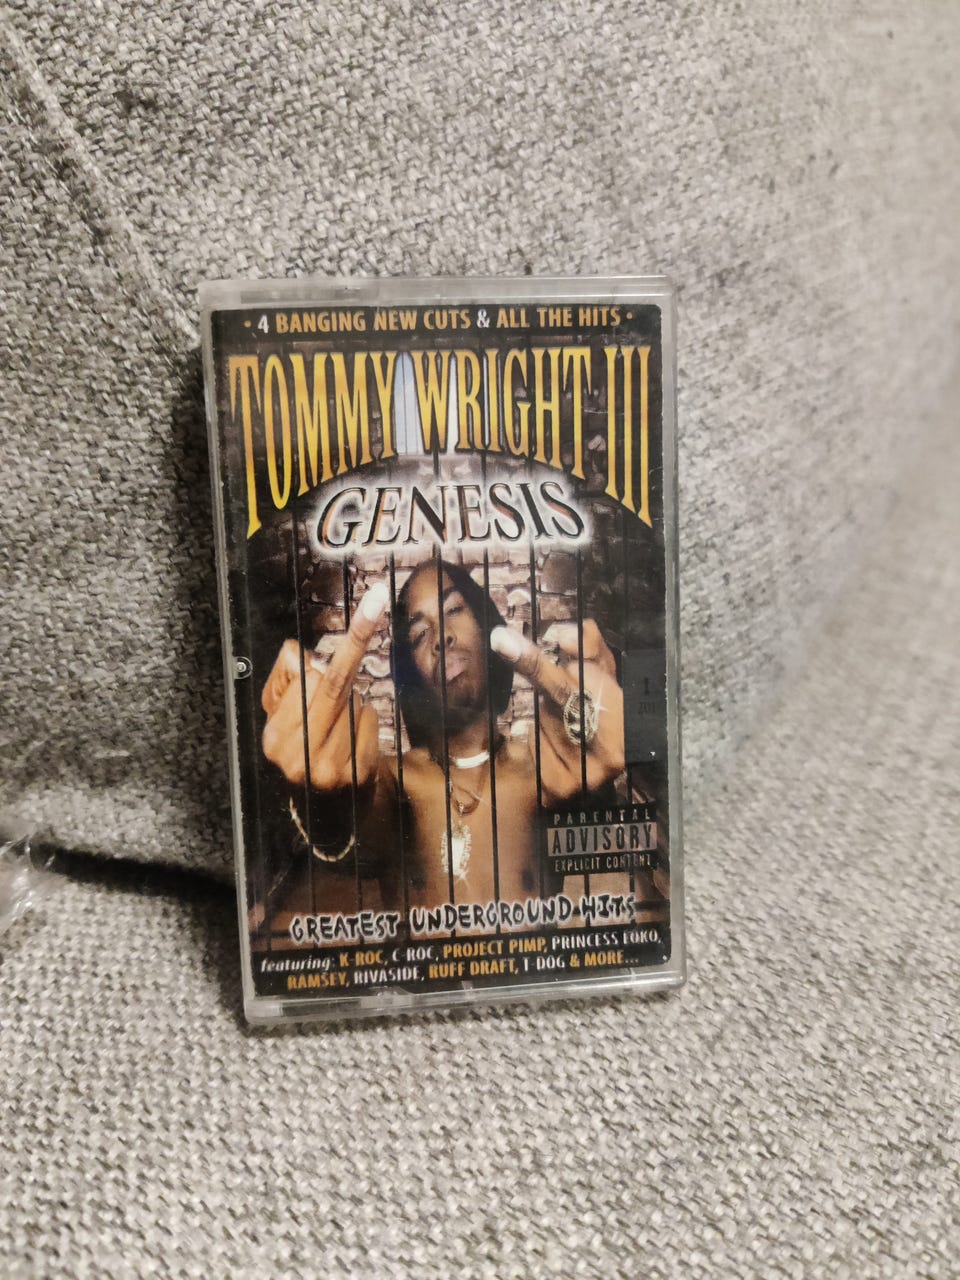 · 4 BANGING NEW CUTS & ALL THE HITS ·
TOMMY WRIGHT III
GENESIS
PARENTAL
ADVISORY
EXPLICIT CONTENT
GREATEST UNDERGROUND HITS
featuring: K-ROC, C-ROC, PROJECT PIMP, PRINCESS LOKO,
RAMSEY, RIVASIDE, RUFF DRAFT, T-DOG & MORE...